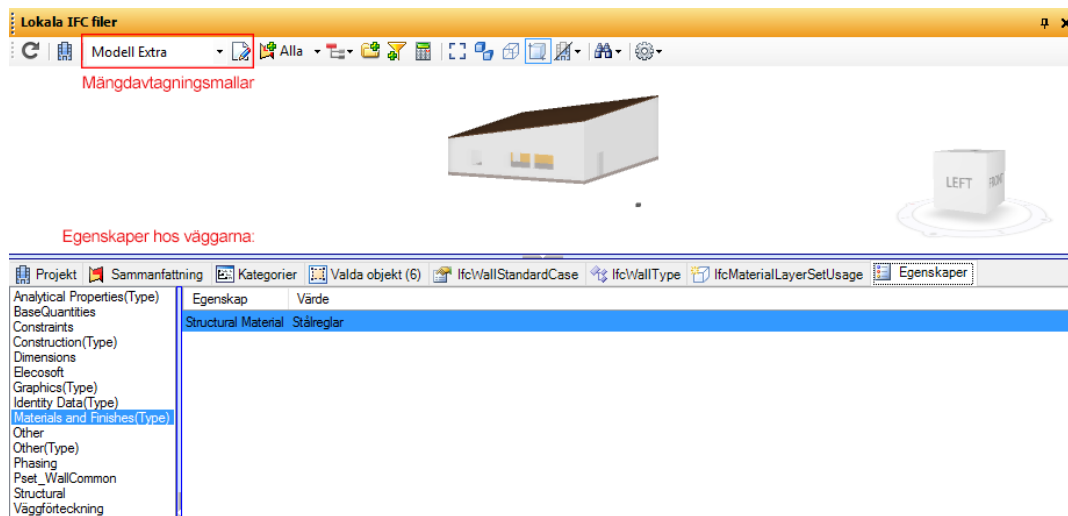 Lokala IFC filer
Modell Extra
Alla
Mängdavtagningsmallar
LEFT
FRONT
Egenskaper hos väggarna:
Projekt Sammanfattning Kategorier Valda objekt (6) IfcWallStandardCase IfcWallType IfcMaterialLayerSetUsage Egenskaper
Analytical Properties(Type)
BaseQuantities
Constraints
Construction(Type)
Dimensions
Elecosoft
Graphics(Type)
Identity Data(Type)
Materials and Finishes(Type)
Other
Other(Type)
Phasing
Pset_WallCommon
Structural
Väggförteckning
Egenskap Värde
Structural Material Stålreglar